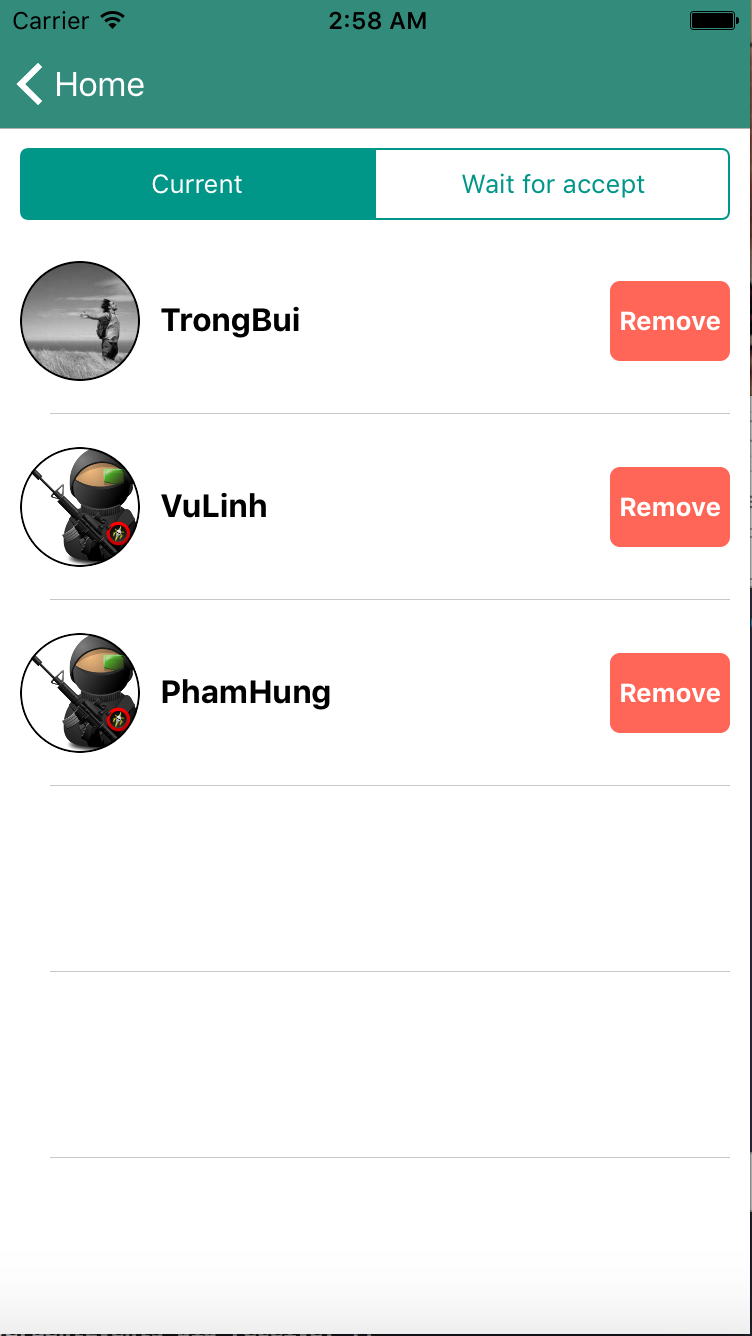 Carrier 2:58 AM
Home
Current Wait for accept
TrongBui Remove
VuLinh Remove
PhamHung Remove